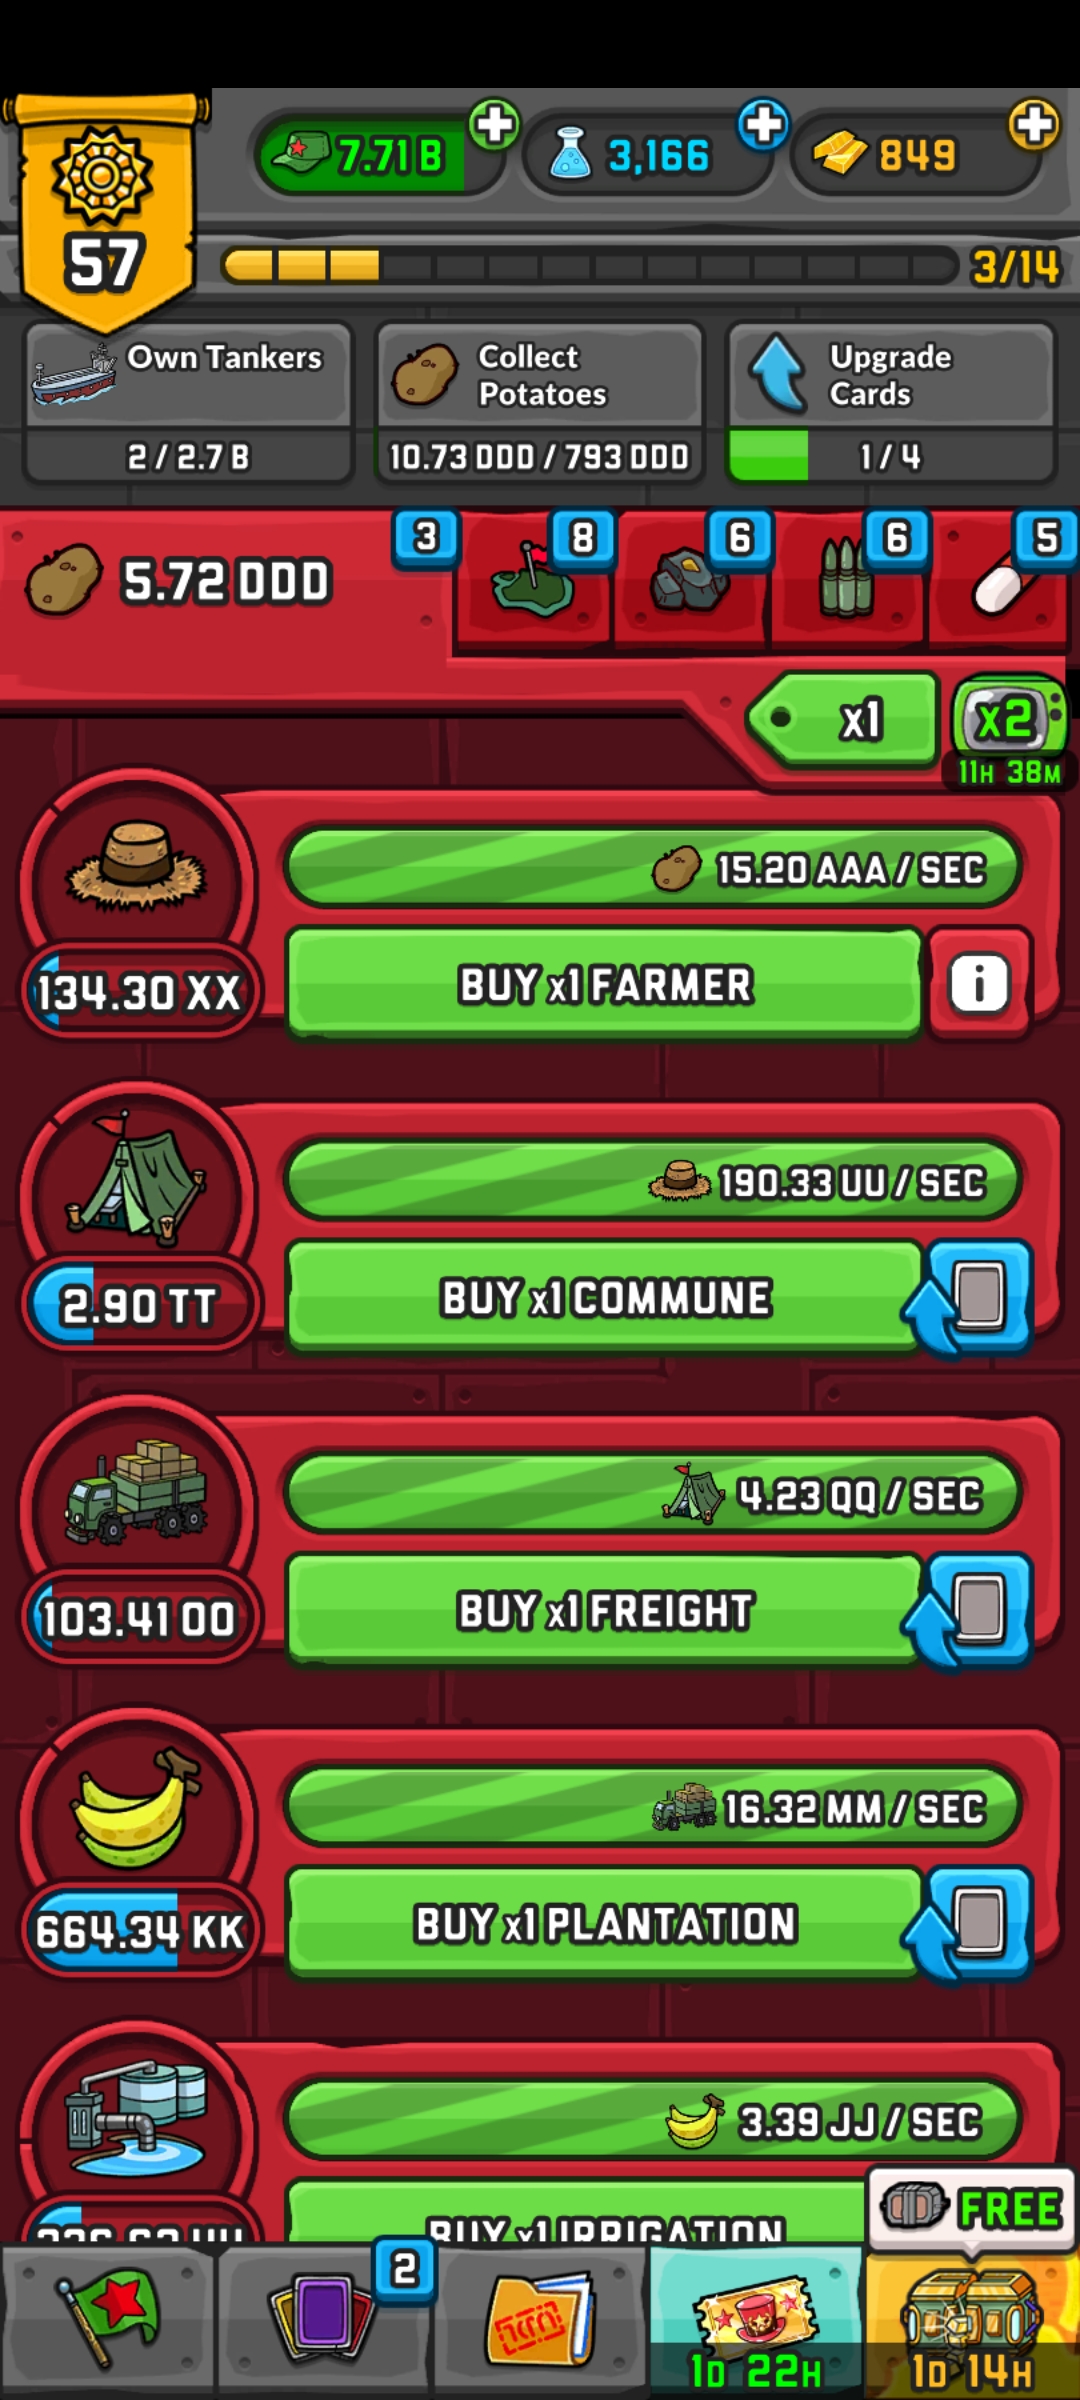 7.71 B
3,166
849
57
3/14
Own Tankers
2 / 2.7 B
Collect
Potatoes
10.73 DDD / 793 DDD
Upgrade
Cards
1 / 4
5.72 DDD
3
8
6
6
5
x1
x2
11H 38M
15.20 AAA / SEC
134.30 XX
BUY x1 FARMER
i
190.33 UU / SEC
2.90 TT
BUY x1 COMMUNE
4.23 QQ / SEC
103.41 OO
BUY x1 FREIGHT
16.32 MM / SEC
664.34 KK
BUY x1 PLANTATION
3.39 JJ / SEC
BUY x1 IRRIGATION
FREE
2
1D 22H
1D 14H